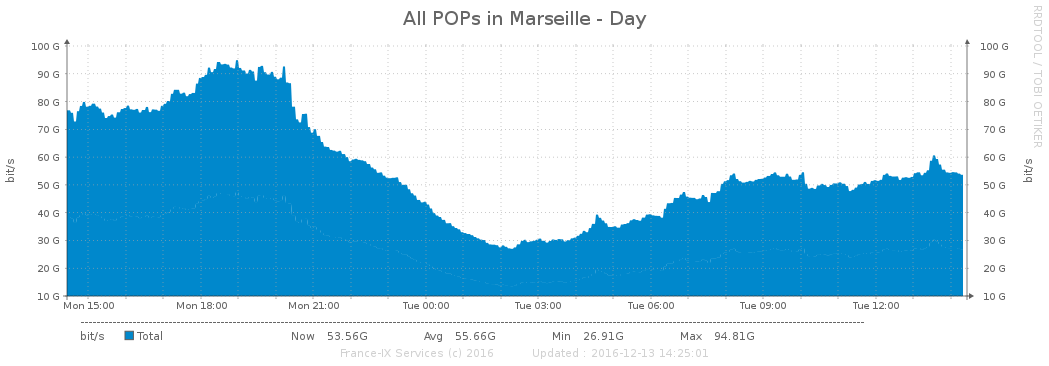 All POPs in Marseille - Day
RRDTOOL / TOBI OETIKER
bit/s
bit/s
100 G 100 G
90 G 90 G
80 G 80 G
70 G 70 G
60 G 60 G
50 G 50 G
40 G 40 G
30 G 30 G
20 G 20 G
10 G 10 G
Mon 15:00 Mon 18:00 Mon 21:00 Tue 00:00 Tue 03:00 Tue 06:00 Tue 09:00 Tue 12:00
bit/s Total Now 53.56G Avg 55.66G Min 26.91G Max 94.81G
France-IX Services (c) 2016 Updated : 2016-12-13 14:25:01